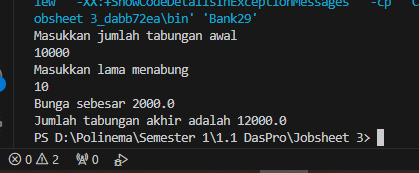 iew' '-XX:+ShowCodeDetailsInExceptionMessages' '-cp' 'C
obsheet 3_dabb72ea\bin' 'Bank29'
Masukkan jumlah tabungan awal
10000
Masukkan lama menabung
10
Bunga sebesar 2000.0
Jumlah tabungan akhir adalah 12000.0
PS D:\Polinema\Semester 1\1.1 DasPro\Jobsheet 3>
0 2 0